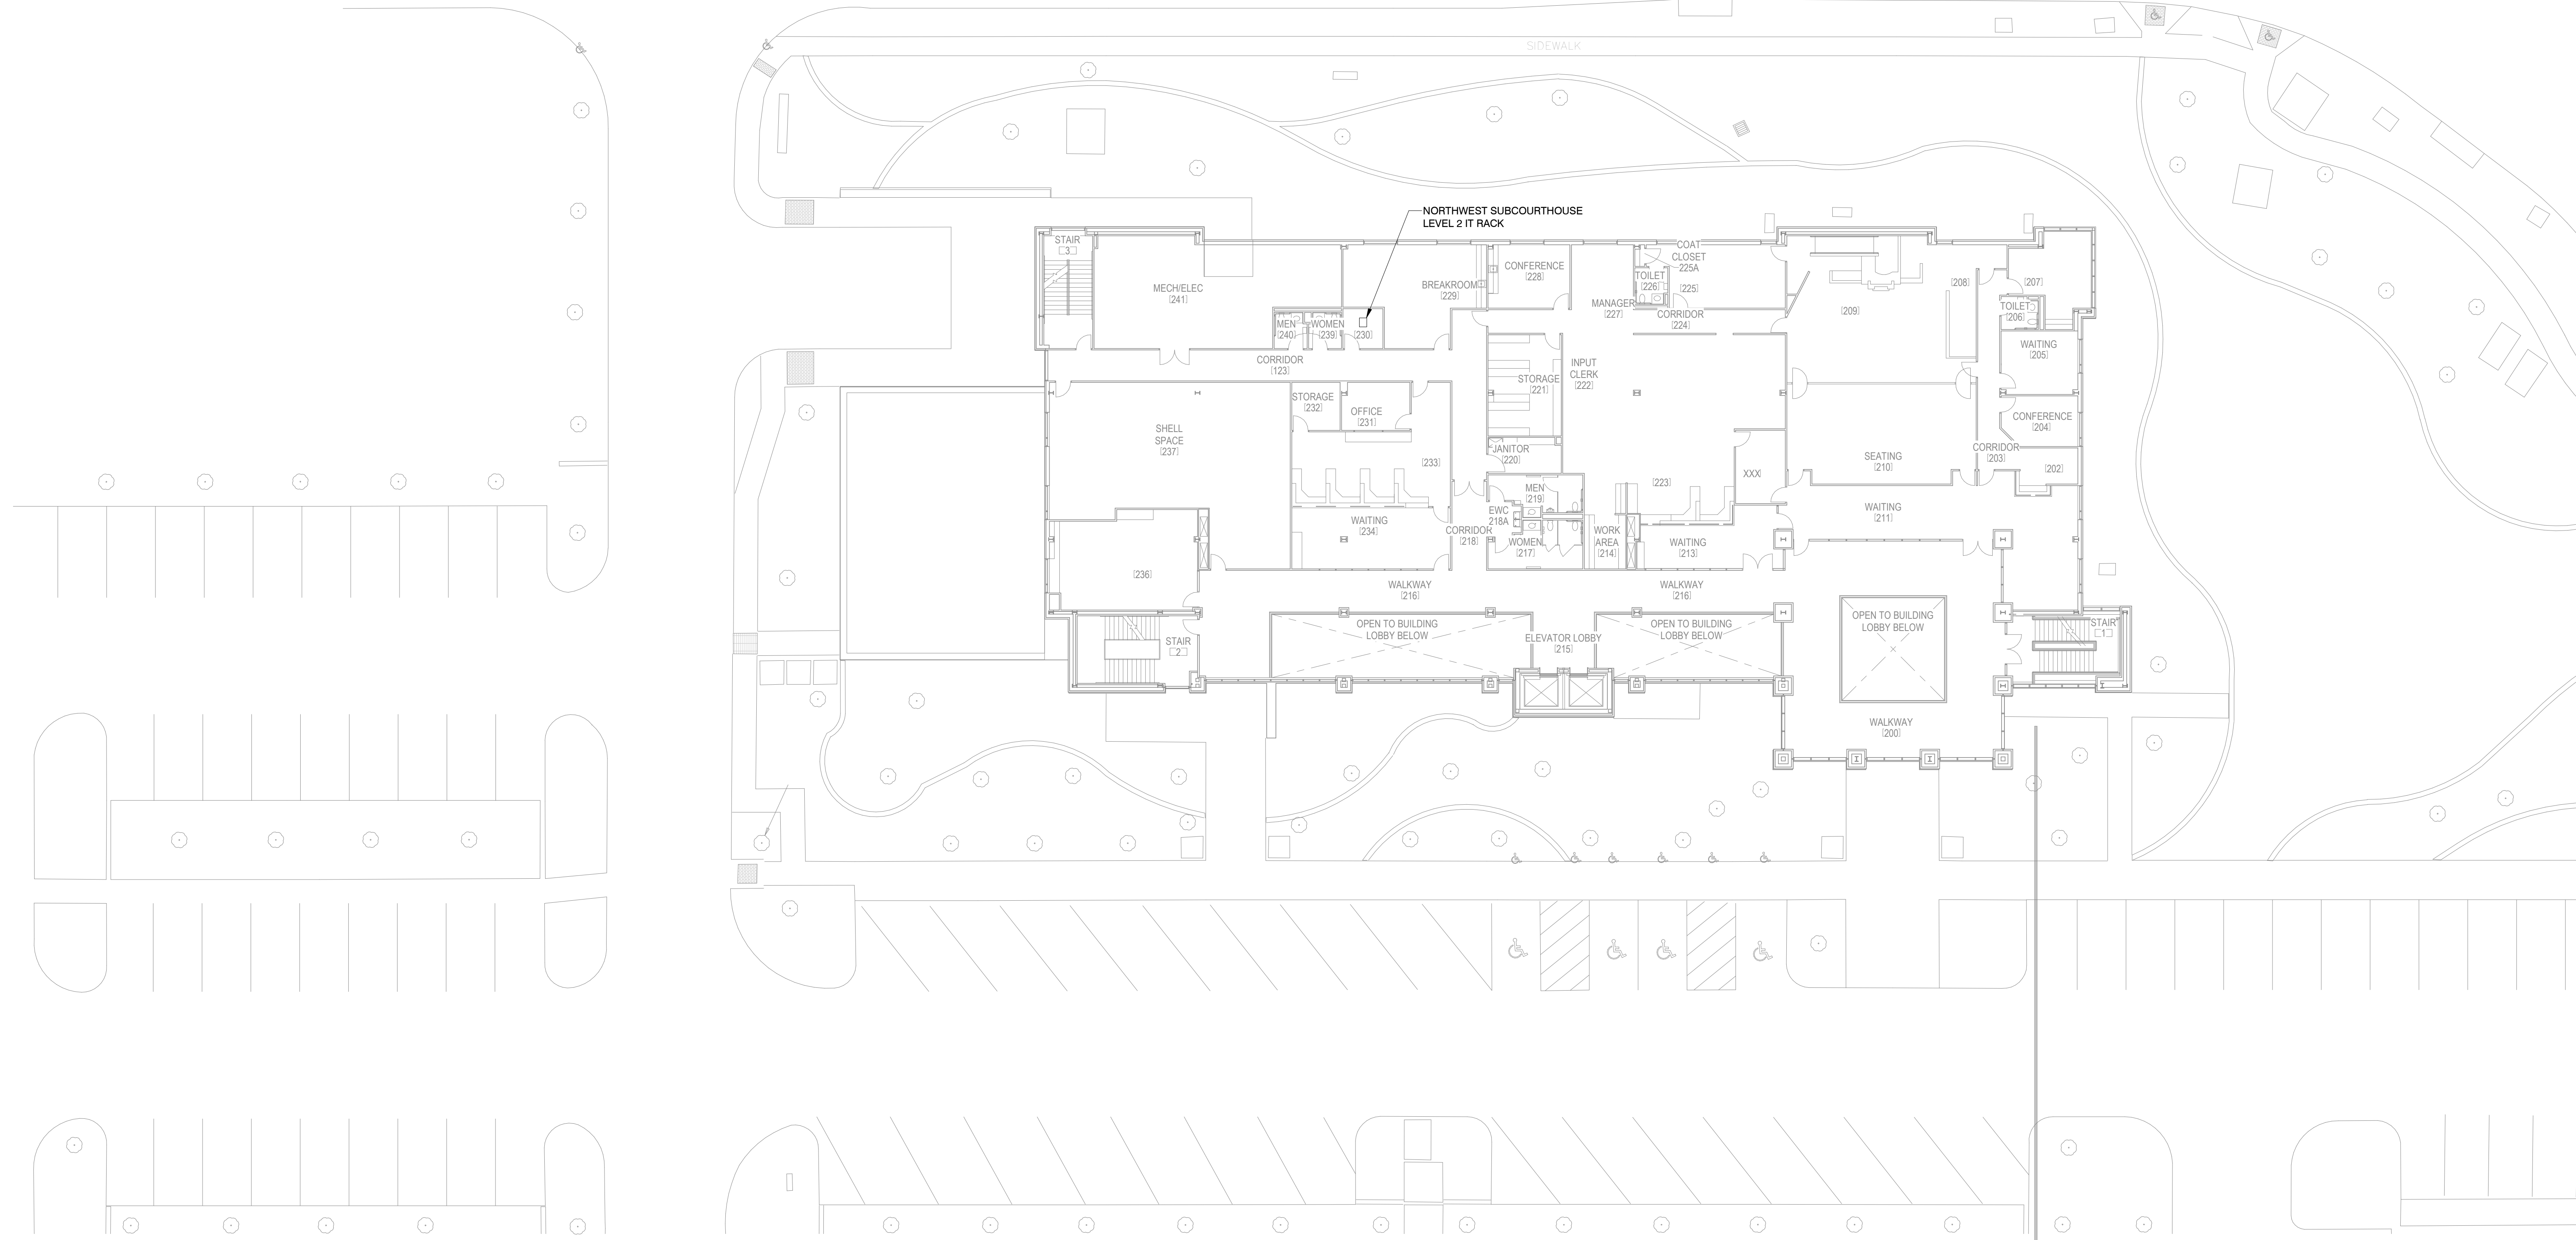 SIDEWALK
NORTHWEST SUBCOURTHOUSE
LEVEL 2 IT RACK
STAIR
3
MECH/ELEC
[241]
BREAKROOM
[229]
CONFERENCE
[228]
COAT
CLOSET
225A
TOILET
[226]
[225]
MANAGER
[227]
CORRIDOR
[224]
[209]
[208]
[207]
TOILET
[206]
MEN
[240]
WOMEN
[239]
[230]
CORRIDOR
[123]
WAITING
[205]
STORAGE
[221]
INPUT
CLERK
[222]
STORAGE
[232]
OFFICE
[231]
CONFERENCE
[204]
SHELL
SPACE
[237]
[233]
JANITOR
[220]
XXX
SEATING
[210]
CORRIDOR
[203]
[202]
MEN
[219]
[223]
EWC
218A
WAITING
[211]
WAITING
[234]
CORRIDOR
[218]
WOMEN
[217]
WORK
AREA
[214]
WAITING
[213]
[236]
WALKWAY
[216]
WALKWAY
[216]
OPEN TO BUILDING
LOBBY BELOW
OPEN TO BUILDING
LOBBY BELOW
OPEN TO BUILDING
LOBBY BELOW
STAIR
1
STAIR
2
ELEVATOR LOBBY
[215]
WALKWAY
[200]